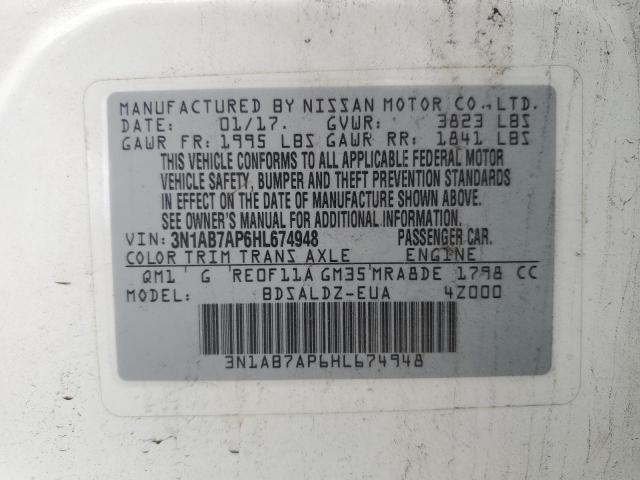 MANUFACTURED BY NISSAN MOTOR CO., LTD.
DATE: 01/17. GVWR: 3823 LBS
GAWR FR: 1995 LBS GAWR RR: 1841 LBS
THIS VEHICLE CONFORMS TO ALL APPLICABLE FEDERAL MOTOR
VEHICLE SAFETY, BUMPER AND THEFT PREVENTION STANDARDS
IN EFFECT ON THE DATE OF MANUFACTURE SHOWN ABOVE.
SEE OWNER'S MANUAL FOR ADDITIONAL INFORMATION.
VIN: 3N1AB7AP6HL674948 PASSENGER CAR.
COLOR TRIM TRANS AXLE ENGINE
QM1 G RE0F11A GM35 MRA8DE 1798 CC
MODEL: BDSALDZ-EUA 4Z000
3N1AB7AP6HL674948